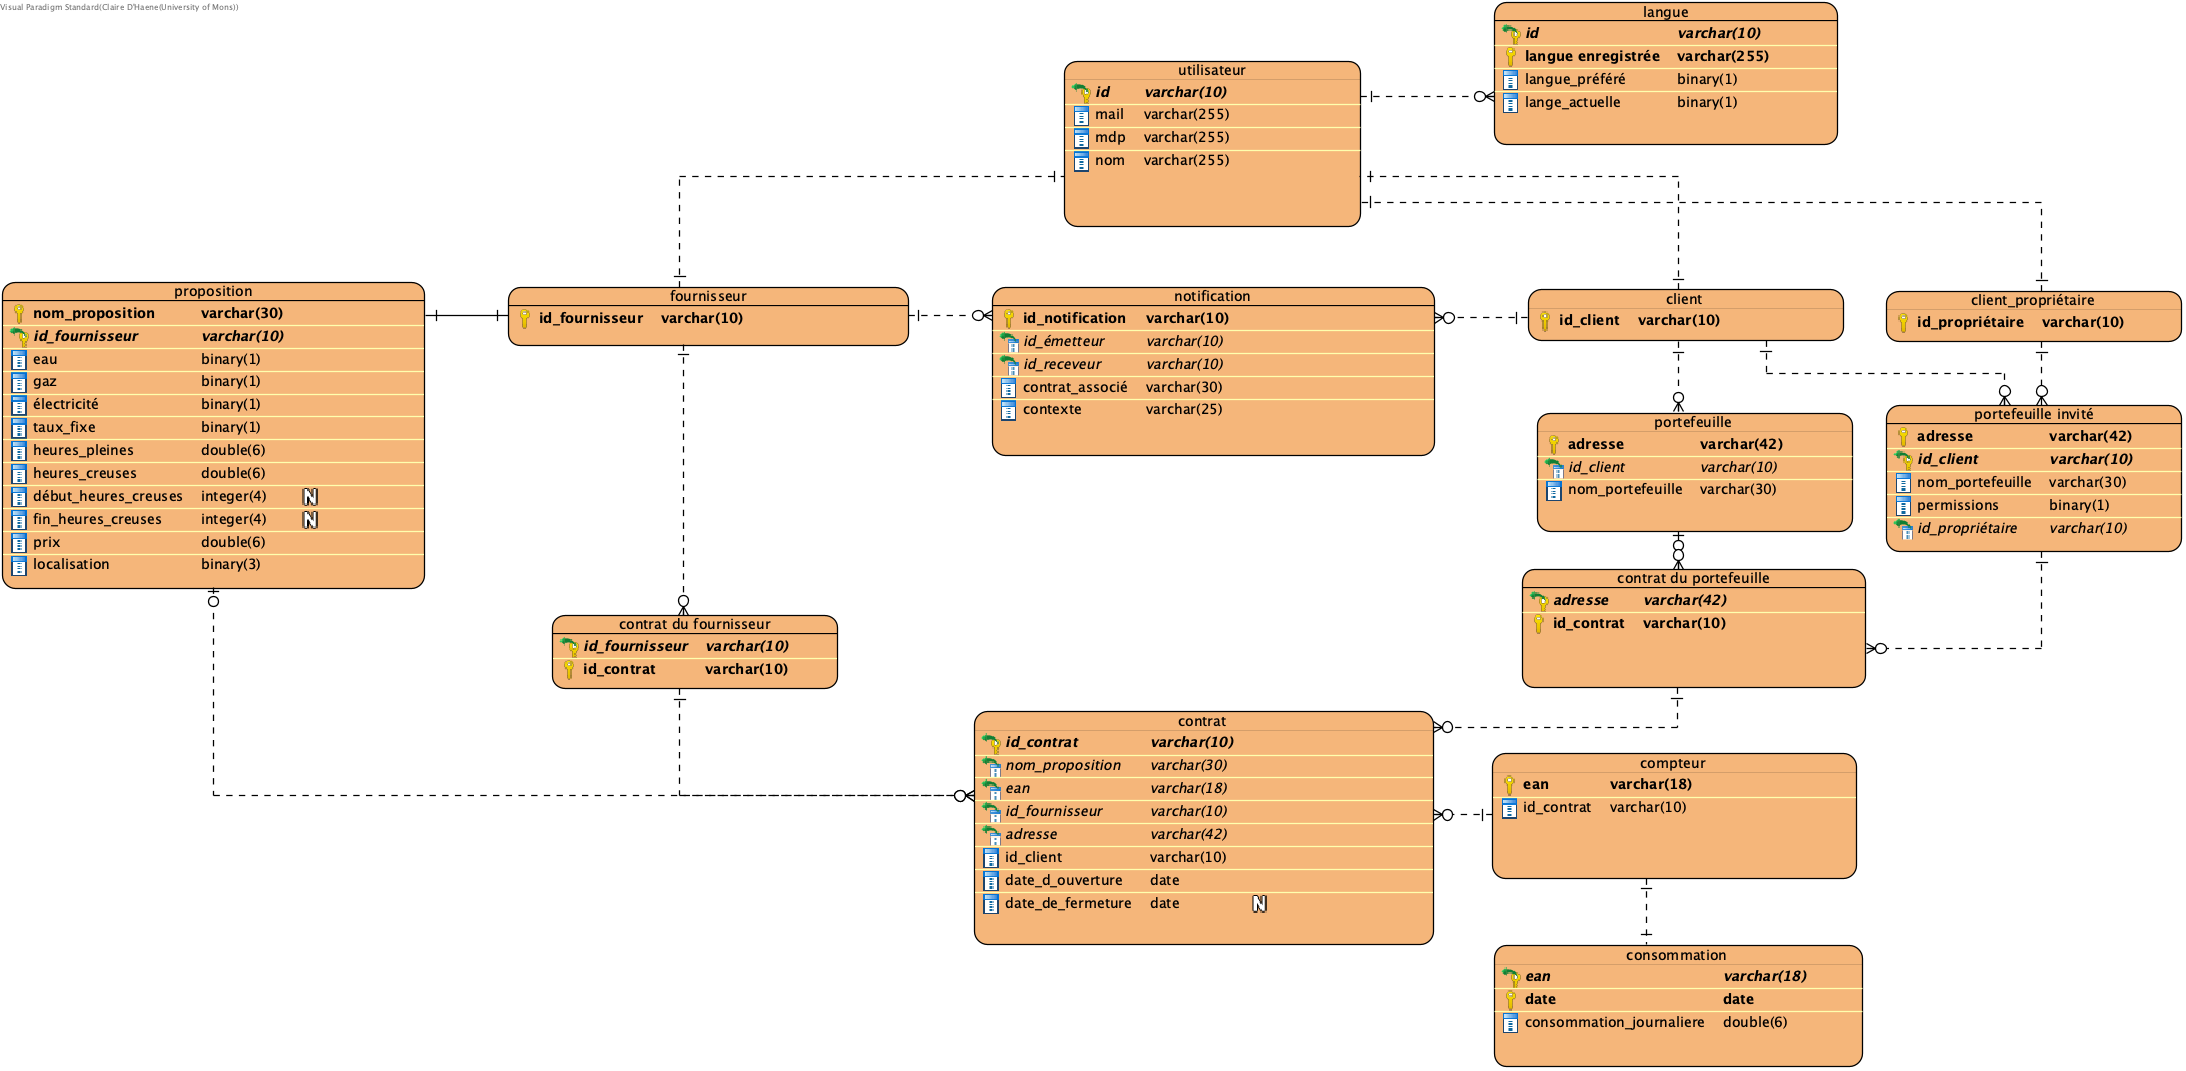 Visual Paradigm Standard(Claire D'Haene(University of Mons))
langue
id varchar(10)
langue enregistrée varchar(255)
langue_préféré binary(1)
lange_actuelle binary(1)
utilisateur
id varchar(10)
mail varchar(255)
mdp varchar(255)
nom varchar(255)
proposition
nom_proposition varchar(30)
id_fournisseur varchar(10)
eau binary(1)
gaz binary(1)
électricité binary(1)
taux_fixe binary(1)
heures_pleines double(6)
heures_creuses double(6)
début_heures_creuses integer(4) N
fin_heures_creuses integer(4) N
prix double(6)
localisation binary(3)
fournisseur
id_fournisseur varchar(10)
notification
id_notification varchar(10)
id_émetteur varchar(10)
id_receveur varchar(10)
contrat_associé varchar(30)
contexte varchar(25)
client
id_client varchar(10)
client_propriétaire
id_propriétaire varchar(10)
portefeuille
adresse varchar(42)
id_client varchar(10)
nom_portefeuille varchar(30)
portefeuille invité
adresse varchar(42)
id_client varchar(10)
nom_portefeuille varchar(30)
permissions binary(1)
id_propriétaire varchar(10)
contrat du portefeuille
adresse varchar(42)
id_contrat varchar(10)
contrat du fournisseur
id_fournisseur varchar(10)
id_contrat varchar(10)
contrat
id_contrat varchar(10)
nom_proposition varchar(30)
ean varchar(18)
id_fournisseur varchar(10)
adresse varchar(42)
id_client varchar(10)
date_d_ouverture date
date_de_fermeture date N
compteur
ean varchar(18)
id_contrat varchar(10)
consommation
ean varchar(18)
date date
consommation_journaliere double(6)